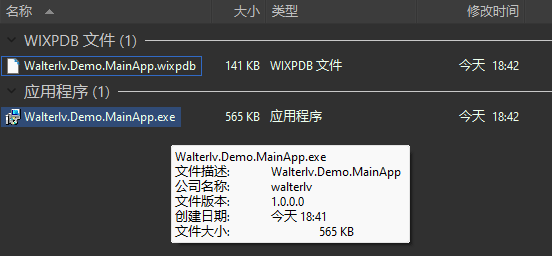 名称 大小 类型 修改时间
WIXPDB 文件 (1)
Walterlv.Demo.MainApp.wixpdb 141 KB WIXPDB 文件 今天 18:42
应用程序 (1)
Walterlv.Demo.MainApp.exe 565 KB 应用程序 今天 18:42
Walterlv.Demo.MainApp.exe
文件描述: Walterlv.Demo.MainApp
公司名称: walterlv
文件版本: 1.0.0.0
创建日期: 今天 18:41
文件大小: 565 KB